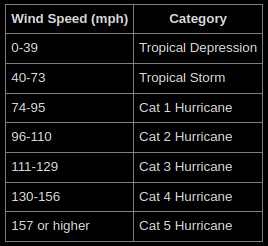 Wind Speed (mph) Category
0-39 Tropical Depression
40-73 Tropical Storm
74-95 Cat 1 Hurricane
96-110 Cat 2 Hurricane
111-129 Cat 3 Hurricane
130-156 Cat 4 Hurricane
157 or higher Cat 5 Hurricane